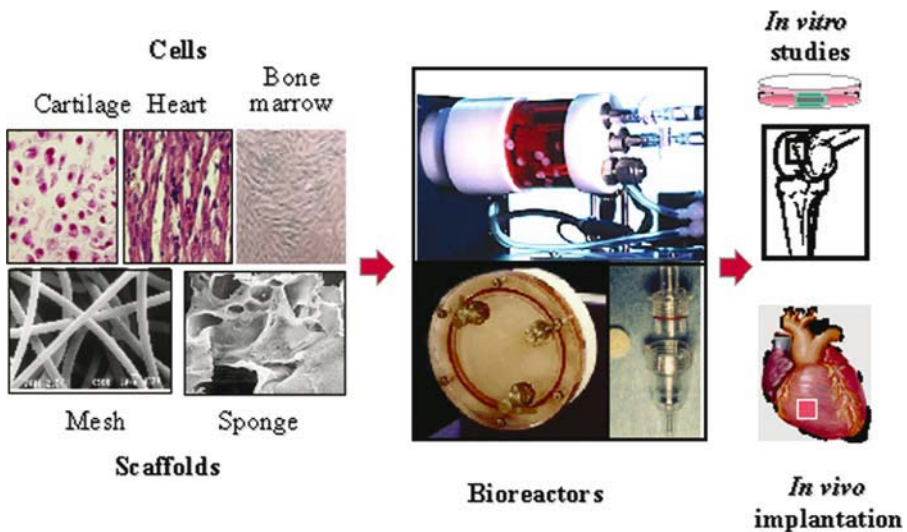 Cells
Cartilage
Heart
Bone
marrow
Mesh
Sponge
Scaffolds
Bioreactors
In vitro
studies
In vivo
implantation